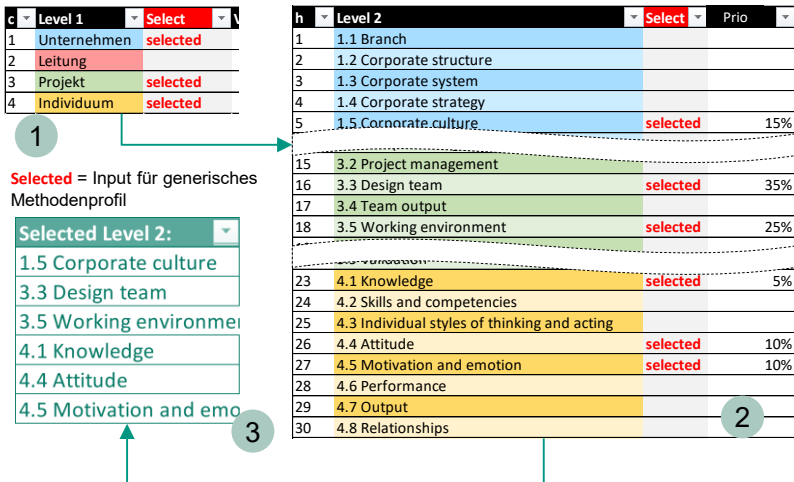 c Level 1 Select
1 Unternehmen selected
2 Leitung
3 Projekt selected
4 Individuum selected
1
Selected = Input für generisches
Methodenprofil
Selected Level 2:
1.5 Corporate culture
3.3 Design team
3.5 Working environme
4.1 Knowledge
4.4 Attitude
4.5 Motivation and emo
3
h Level 2 Select Prio
1 1.1 Branch
2 1.2 Corporate structure
3 1.3 Corporate system
4 1.4 Corporate strategy
5 1.5 Corporate culture selected 15%
15 3.2 Project management
16 3.3 Design team selected 35%
17 3.4 Team output
18 3.5 Working environment selected 25%
23 4.1 Knowledge selected 5%
24 4.2 Skills and competencies
25 4.3 Individual styles of thinking and acting
26 4.4 Attitude selected 10%
27 4.5 Motivation and emotion selected 10%
28 4.6 Performance
29 4.7 Output
30 4.8 Relationships
2